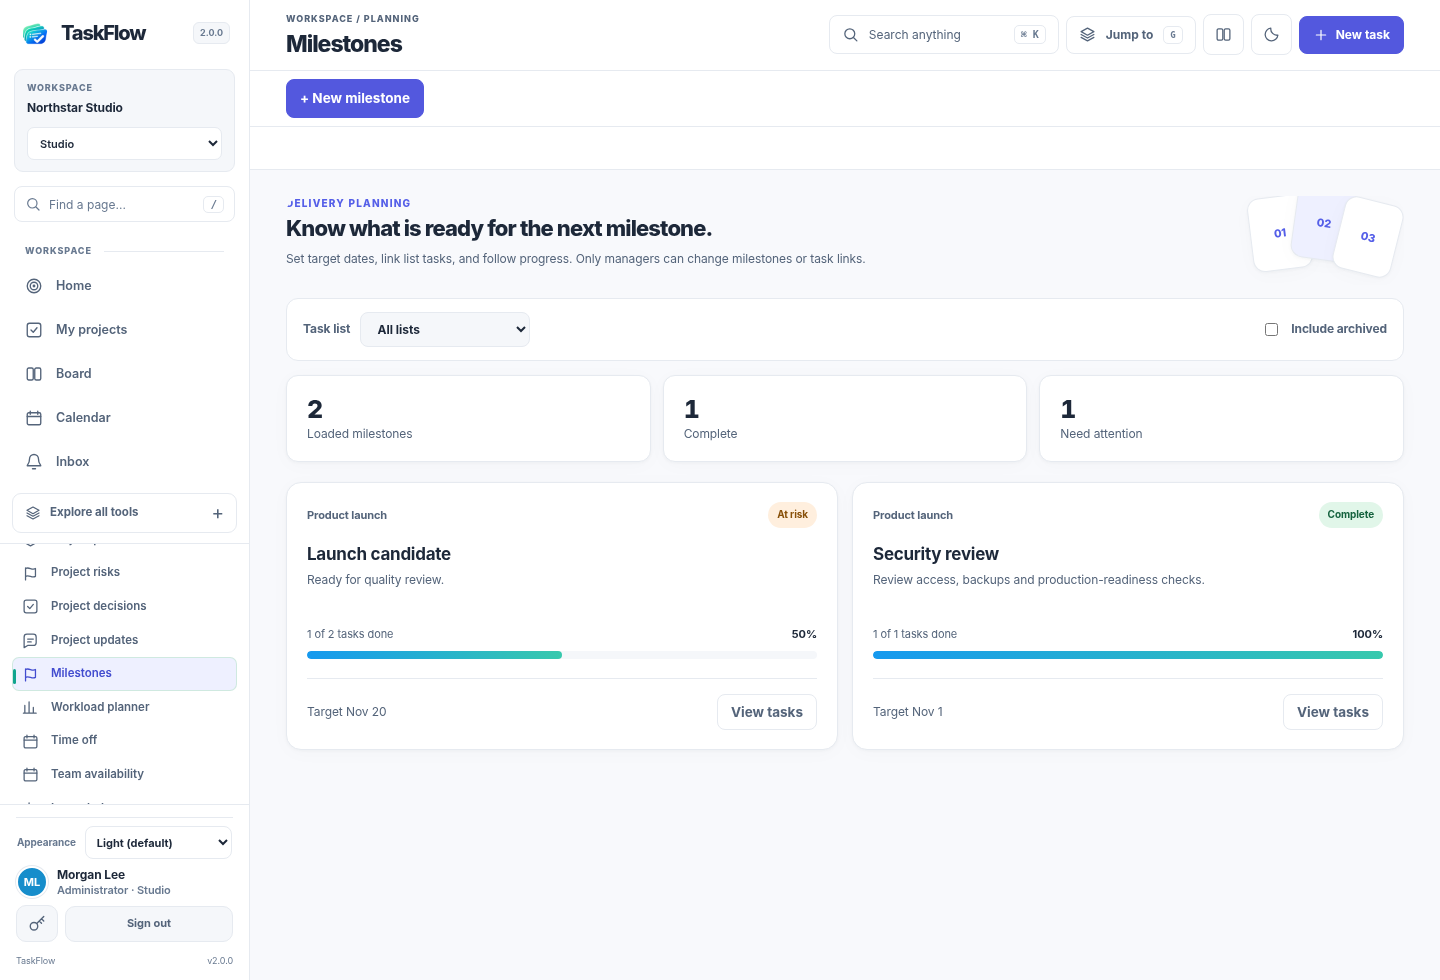 TaskFlow
2.0.0
WORKSPACE
Northstar Studio
Studio
Find a page...
/
WORKSPACE
Home
My projects
Board
Calendar
Inbox
Explore all tools
+
Project risks
Project decisions
Project updates
Milestones
Workload planner
Time off
Team availability
Appearance
Light (default)
ML
Morgan Lee
Administrator · Studio
Sign out
TaskFlow
v2.0.0
WORKSPACE / PLANNING
Milestones
Search anything
⌘ K
Jump to
G
+ New task
+ New milestone
DELIVERY PLANNING
Know what is ready for the next milestone.
Set target dates, link list tasks, and follow progress. Only managers can change milestones or task links.
01
02
03
Task list
All lists
Include archived
2
Loaded milestones
1
Complete
1
Need attention
Product launch
At risk
Launch candidate
Ready for quality review.
1 of 2 tasks done
50%
Target Nov 20
View tasks
Product launch
Complete
Security review
Review access, backups and production-readiness checks.
1 of 1 tasks done
100%
Target Nov 1
View tasks